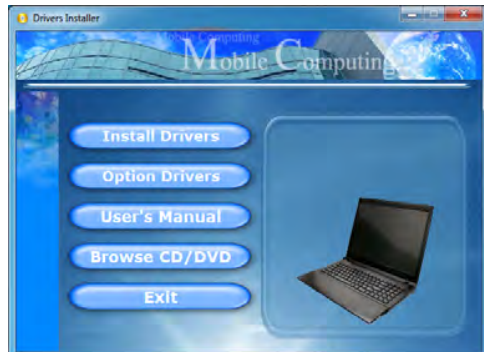 Drivers Installer
Mobile Computing
Mobile Computing
Install Drivers
Option Drivers
User's Manual
Browse CD/DVD
Exit